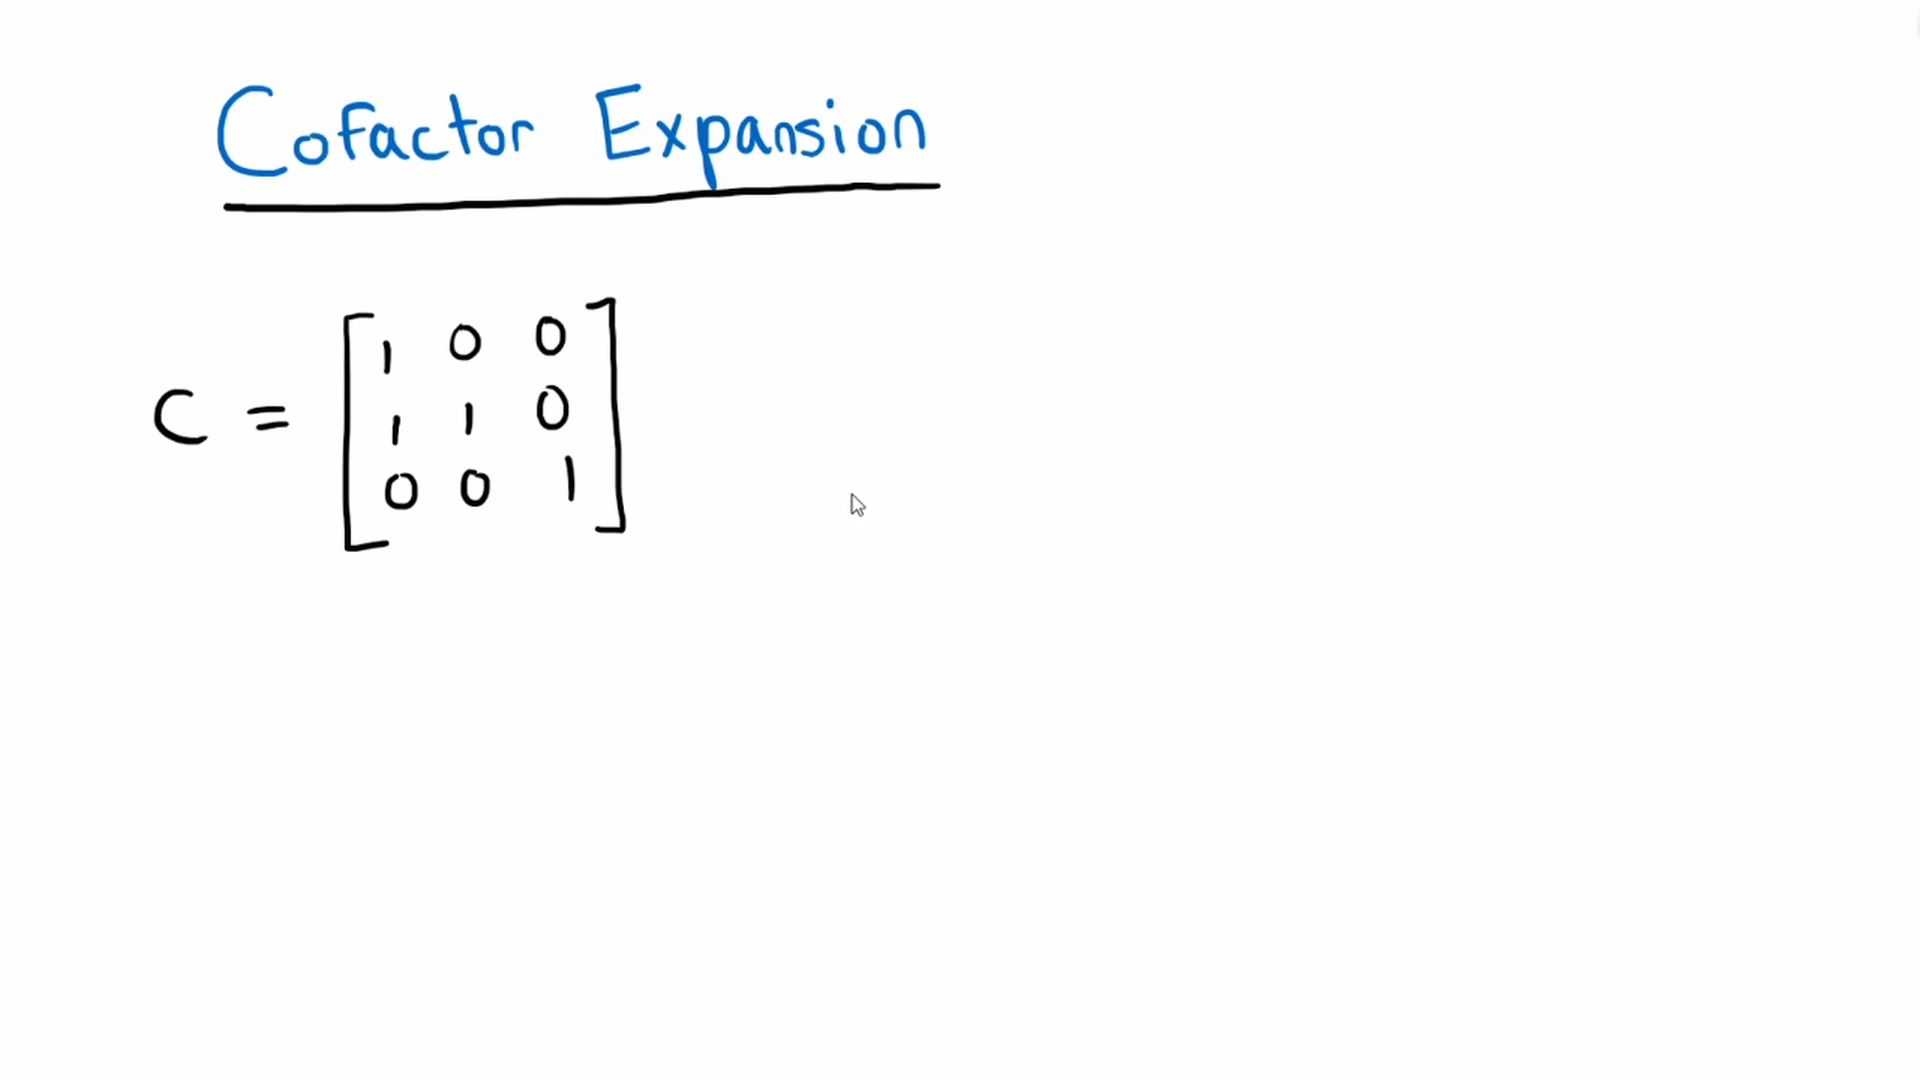 Cofactor Expansion
C = [1 0 0
1 1 0
0 0 1]